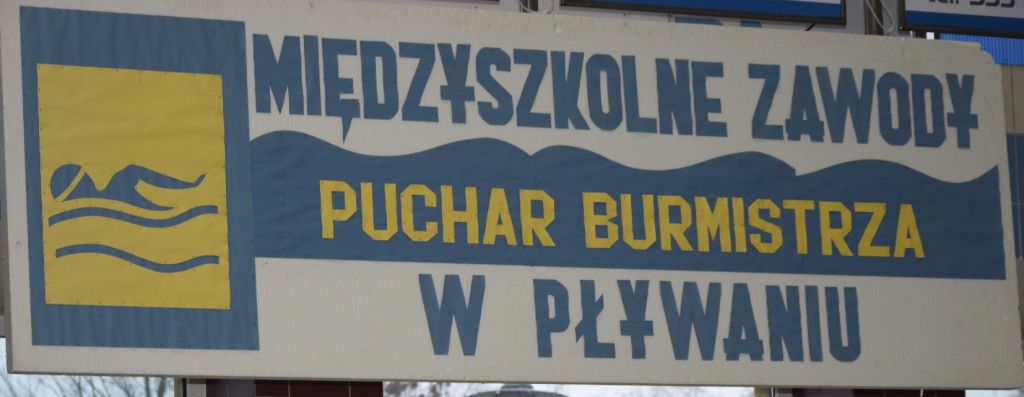 MIĘDZYSZKOLNE ZAWODY
PUCHAR BURMISTRZA
W PŁYWANIU